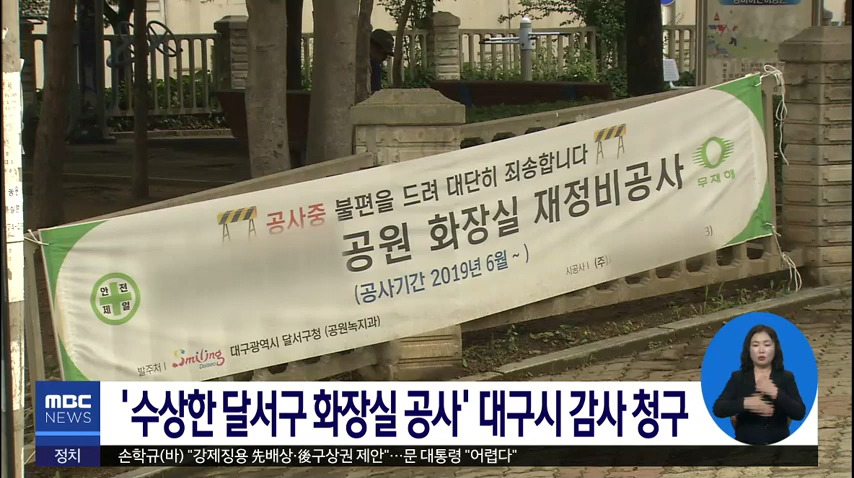 공사중 불편을 드려 대단히 죄송합니다
공원 화장실 재정비공사
(공사기간 2019년 6월 ~ )
시공사 I (주)
3)
무재해
안전제일
발주처 I Smiling 대구광역시 달서구청 (공원녹지과)
MBC NEWS
'수상한 달서구 화장실 공사' 대구시 감사 청구
정치
손학규(바) "강제징용 先배상·後구상권 제안"…문 대통령 "어렵다"